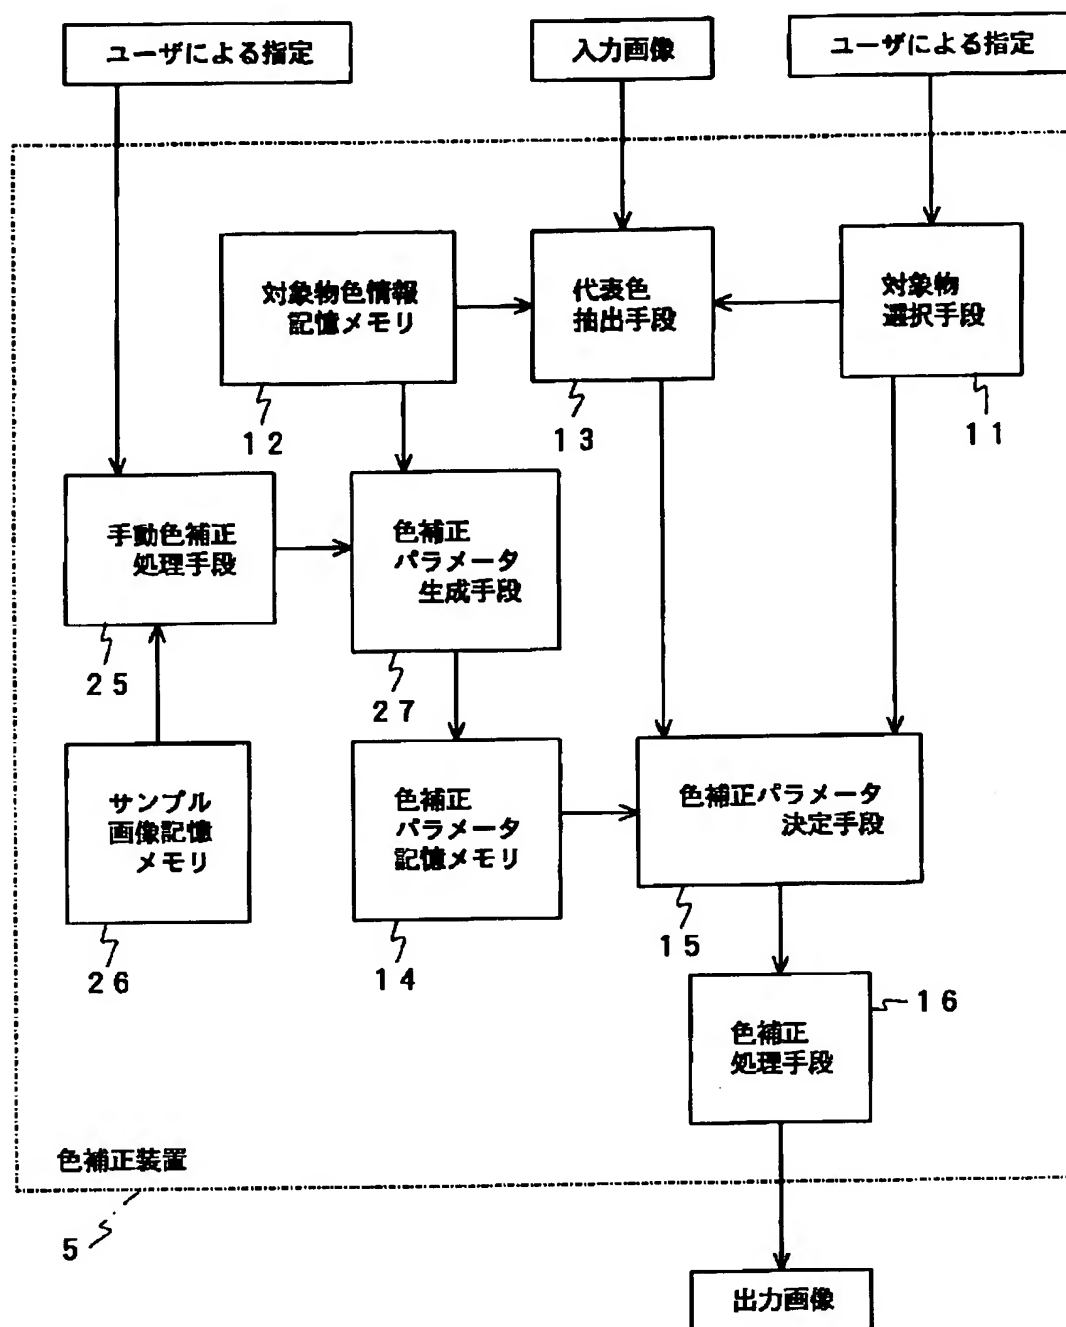 ユーザによる指定
入力画像
ユーザによる指定
対象物色情報
記憶メモリ
12
代表色
抽出手段
13
対象物
選択手段
11
手動色補正
処理手段
25
色補正
パラメータ
生成手段
27
サンプル
画像記憶
メモリ
26
色補正
パラメータ
記憶メモリ
14
色補正パラメータ
決定手段
15
色補正
処理手段
16
色補正装置
5
出力画像